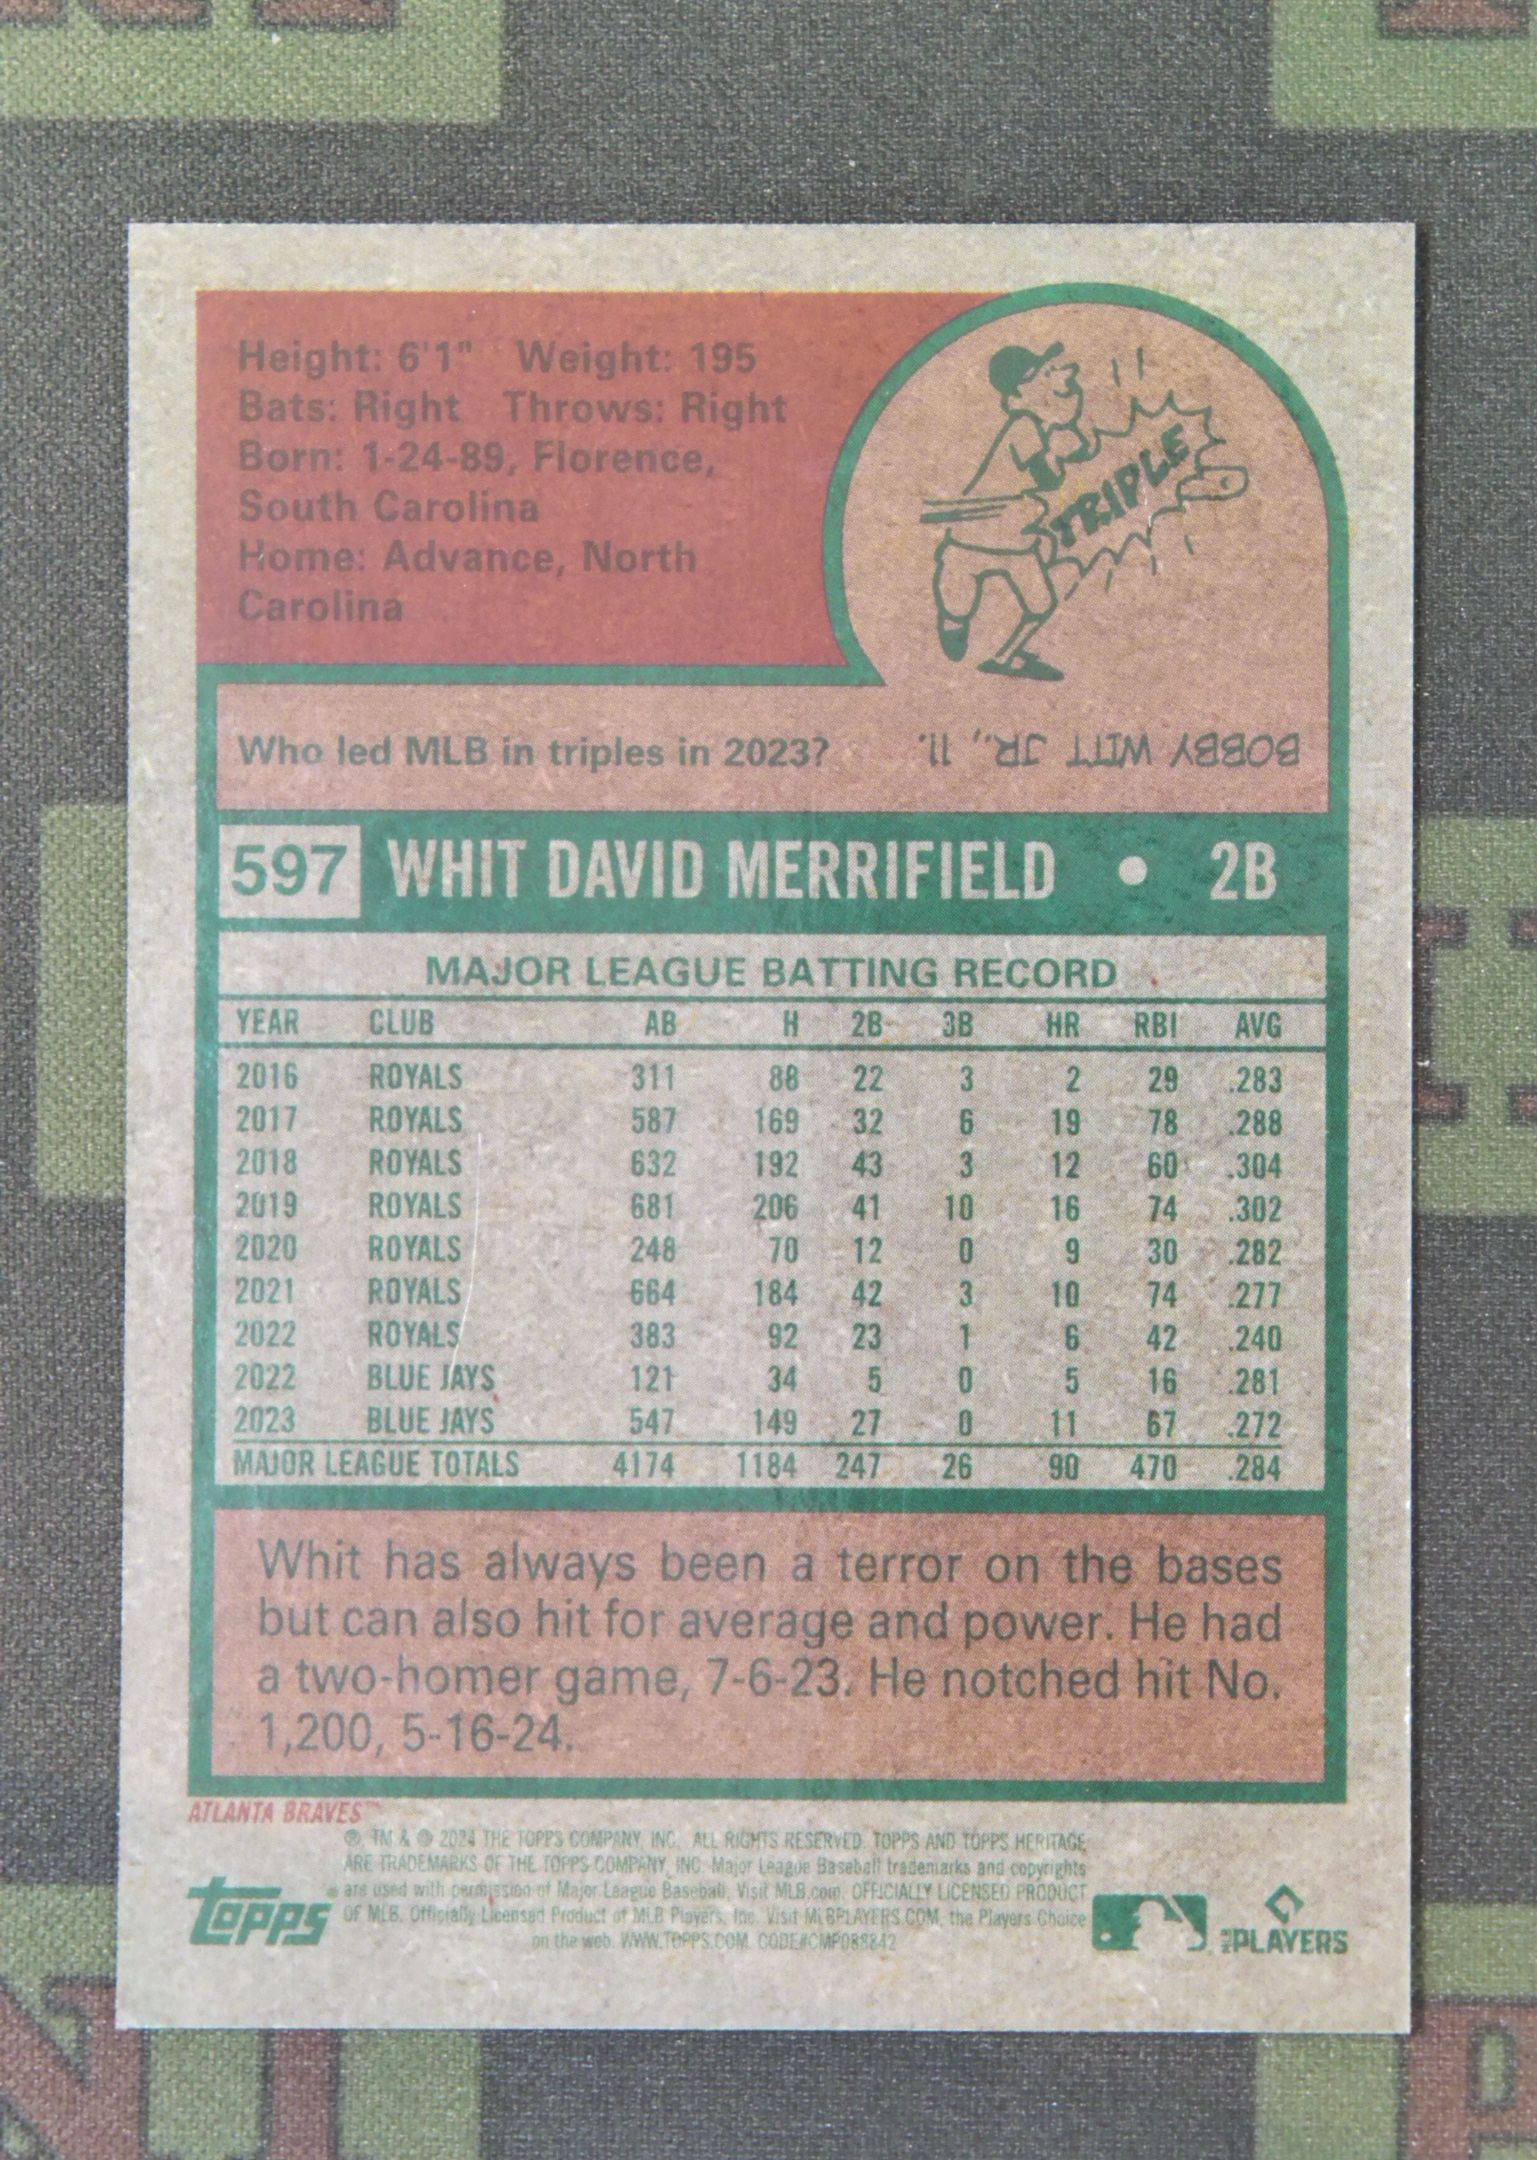 Height: 6'1" Weight: 195
Bats: Right Throws: Right
Born: 1-24-89, Florence,
South Carolina
Home: Advance, North
Carolina
TRIPLE
Who led MLB in triples in 2023? BOBBY WITT JR., 11.
597 WHIT DAVID MERRIFIELD • 2B
MAJOR LEAGUE BATTING RECORD
YEAR CLUB AB H 2B 3B HR RBI AVG
2016 ROYALS 311 88 22 3 2 29 .283
2017 ROYALS 587 169 32 6 19 78 .288
2018 ROYALS 632 192 43 3 12 60 .304
2019 ROYALS 681 206 41 10 16 74 .302
2020 ROYALS 248 70 12 0 9 30 .282
2021 ROYALS 664 184 42 3 10 74 .277
2022 ROYALS 383 92 23 1 6 42 .240
2022 BLUE JAYS 121 34 5 0 5 16 .281
2023 BLUE JAYS 547 149 27 0 11 67 .272
MAJOR LEAGUE TOTALS 4174 1184 247 26 90 470 .284
Whit has always been a terror on the bases
but can also hit for average and power. He had
a two-homer game, 7-6-23. He notched hit No.
1,200, 5-16-24.
ATLANTA BRAVES™
® TM & © 2024 THE TOPPS COMPANY, INC. ALL RIGHTS RESERVED. TOPPS AND TOPPS HERITAGE
ARE TRADEMARKS OF THE TOPPS COMPANY, INC. Major League Baseball trademarks and copyrights
are used with permission of Major League Baseball. Visit MLB.com. OFFICIALLY LICENSED PRODUCT
OF MLB. Officially Licensed Product of MLB Players, Inc. Visit MLBPLAYERS.COM, the Players Choice
on the web. WWW.TOPPS.COM CODE#CMP088842
topps
MLB PLAYERS